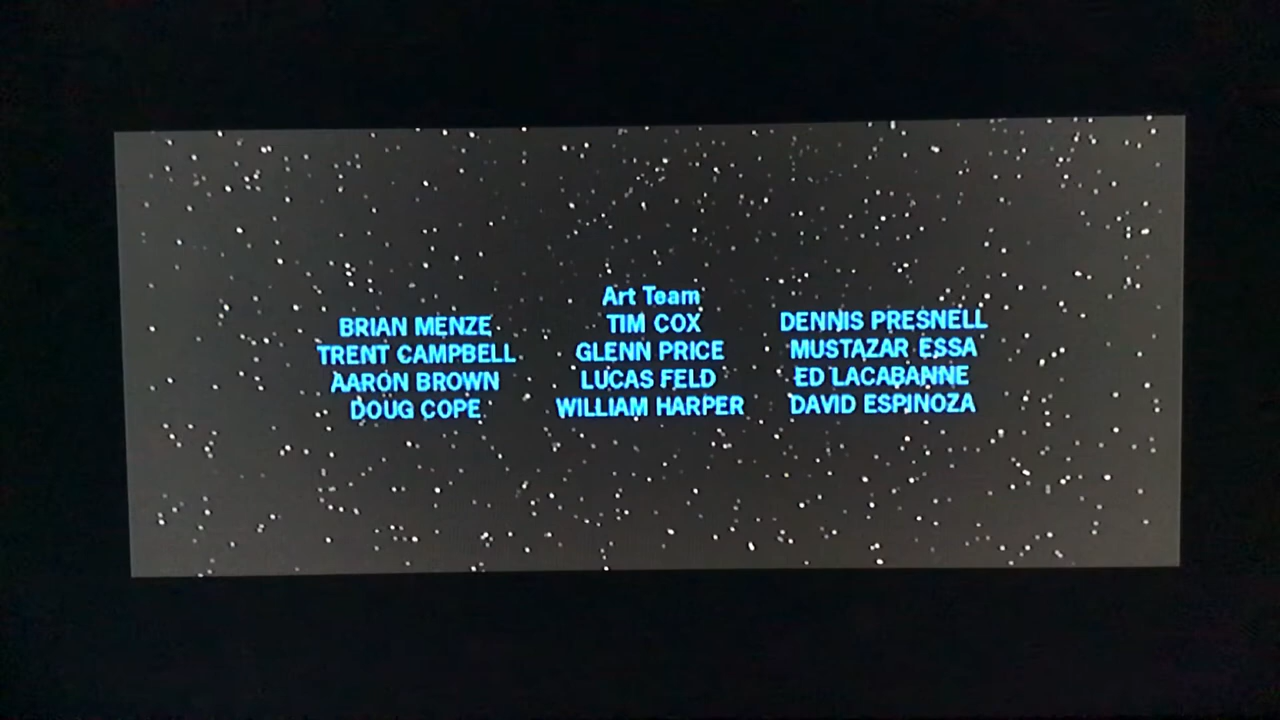 Art Team
BRIAN MENZE
TIM COX
DENNIS PRESNELL
TRENT CAMPBELL
GLENN PRICE
MUSTAZAR ESSA
AARON BROWN
LUCAS FELD
ED LACABANNE
DOUG COPE
WILLIAM HARPER
DAVID ESPINOZA